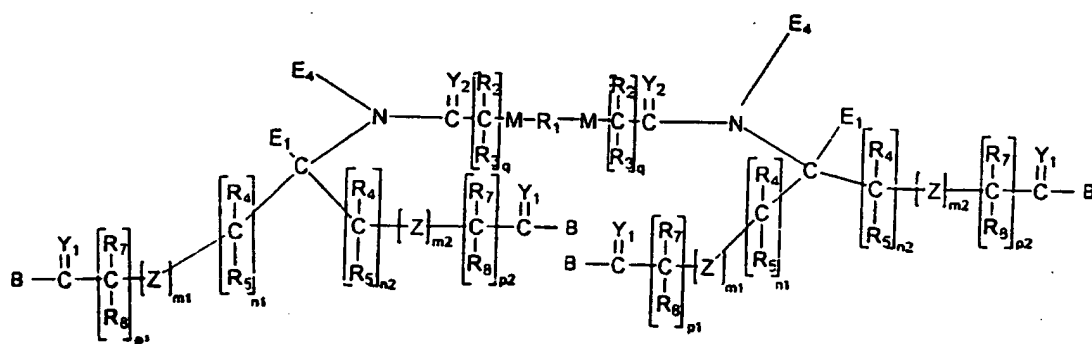 E₄ E₄
Y₂ R₂ R₂ Y₂
N C C M R₁ M C C N
E₁ R₃ q R₃ q E₁
C C
R₄ R₄ R₇ Y₁ R₄ R₄ R₇ Y₁
C [Z]m2 C C B C [Z]m2 C C B
R₅ n2 R₈ p2 R₅ n2 R₈ p2
Y₁ R₇ C Y₁ R₇ C
B C C [Z]m1 R₅ n1 B C C [Z]m1 R₅ n1
R₈ p1 R₈ p1